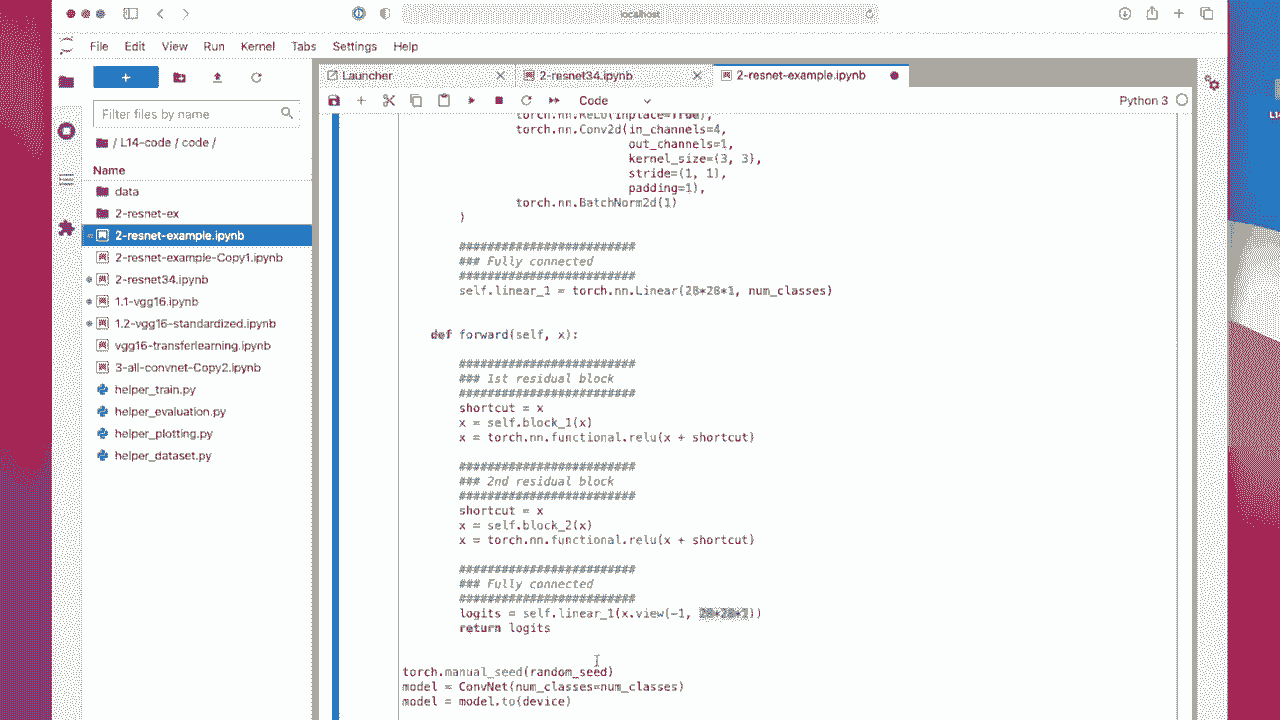 localhost
File Edit View Run Kernel Tabs Settings Help
Launcher
2-resnet34.ipynb
2-resnet-example.ipynb
Code
Python 3
Filter files by name
/ L14-code / code /
Name
data
2-resnet-ex
2-resnet-example.ipynb
2-resnet-example-Copy1.ipynb
2-resnet34.ipynb
1.1-vgg16.ipynb
1.2-vgg16-standardized.ipynb
vgg16-transferlearning.ipynb
3-all-convnet-Copy2.ipynb
helper_train.py
helper_evaluation.py
helper_plotting.py
helper_dataset.py
torch.nn.ReLU(inplace=True),
torch.nn.Conv2d(in_channels=4,
out_channels=1,
kernel_size=(3, 3),
stride=(1, 1),
padding=1),
torch.nn.BatchNorm2d(1)
)
#########################
### Fully connected
#########################
self.linear_1 = torch.nn.Linear(28*28*1, num_classes)
def forward(self, x):
#########################
### 1st residual block
#########################
shortcut = x
x = self.block_1(x)
x = torch.nn.functional.relu(x + shortcut)
#########################
### 2nd residual block
#########################
shortcut = x
x = self.block_2(x)
x = torch.nn.functional.relu(x + shortcut)
#########################
### Fully connected
#########################
logits = self.linear_1(x.view(-1, 28*28*1))
return logits
torch.manual_seed(random_seed)
model = ConvNet(num_classes=num_classes)
model = model.to(device)